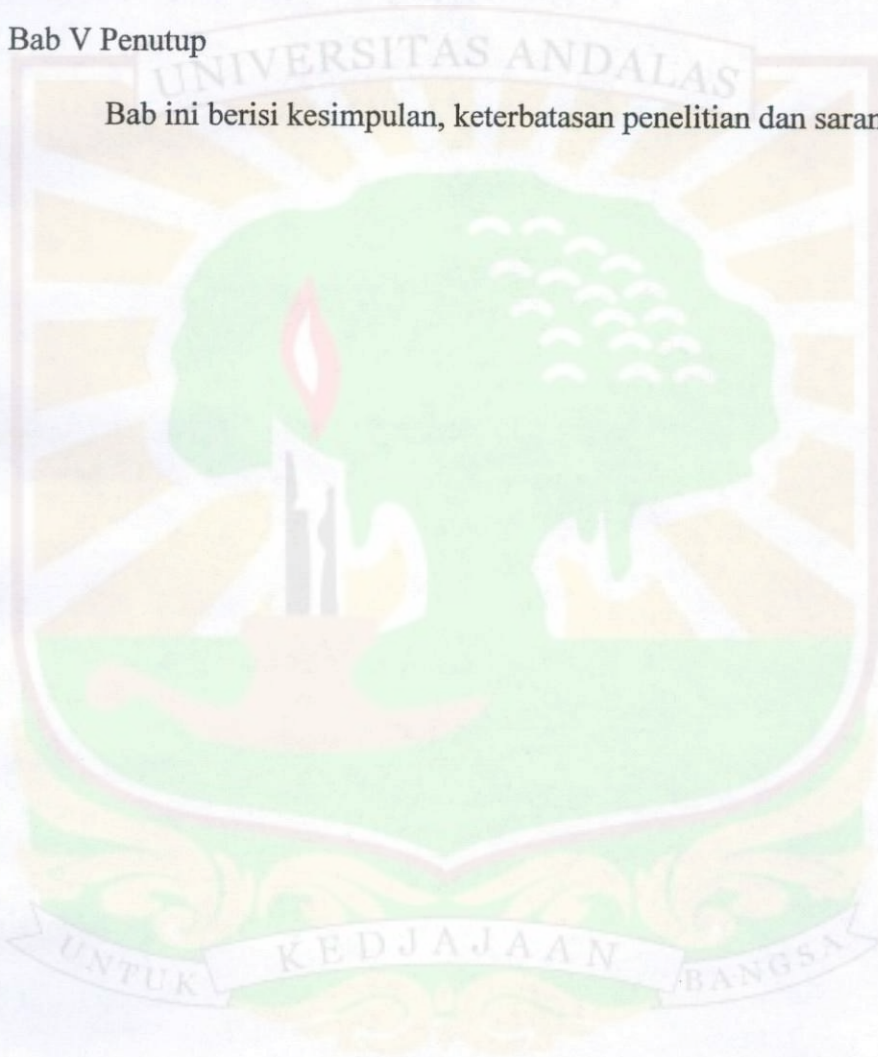 Bab V Penutup
UNIVERSITAS ANDALAS
Bab ini berisi kesimpulan, keterbatasan penelitian dan saran
UNTUK KEDJAJAAN BANGSA